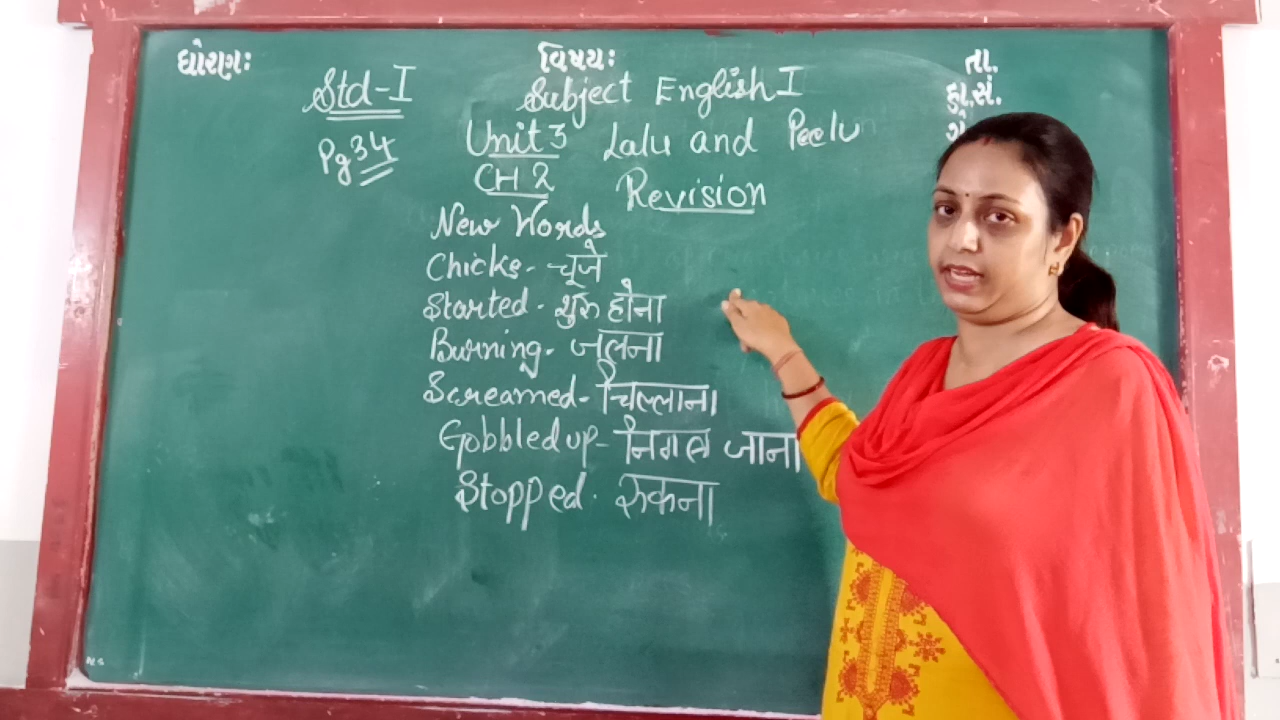 ધોરણઃ વિષયઃ તા.
Std-I Subject English I હા.સં.
Pg 34 Unit 3 Lalu and Peelu
CH 2 Revision
New Words
Chicks - चूजे
Started - शुरू होना
Burning - जलना
Screamed - चिल्लाना
Gobbled up - निगल जाना
Stopped - रुकना